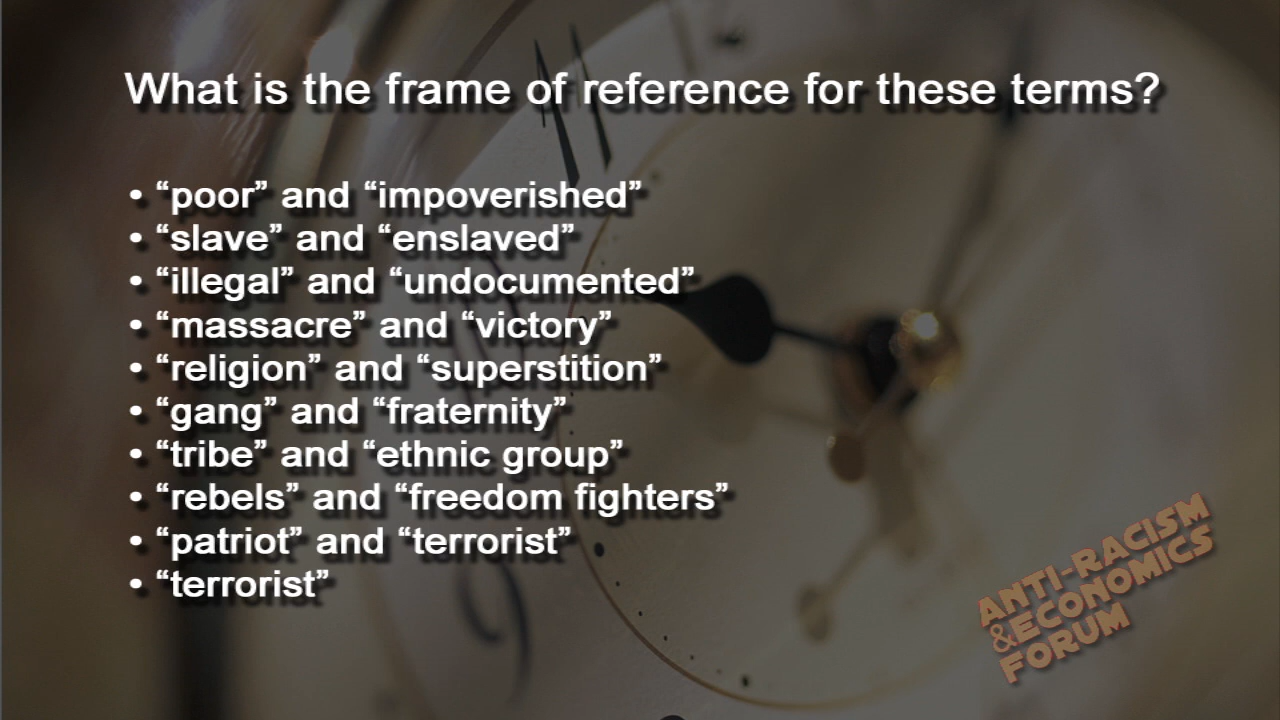 What is the frame of reference for these terms?
• “poor” and “impoverished”
• “slave” and “enslaved”
• “illegal” and “undocumented”
• “massacre” and “victory”
• “religion” and “superstition”
• “gang” and “fraternity”
• “tribe” and “ethnic group”
• “rebels” and “freedom fighters”
• “patriot” and “terrorist”
• “terrorist”
ANTI-RACISM
&ECONOMICS
FORUM